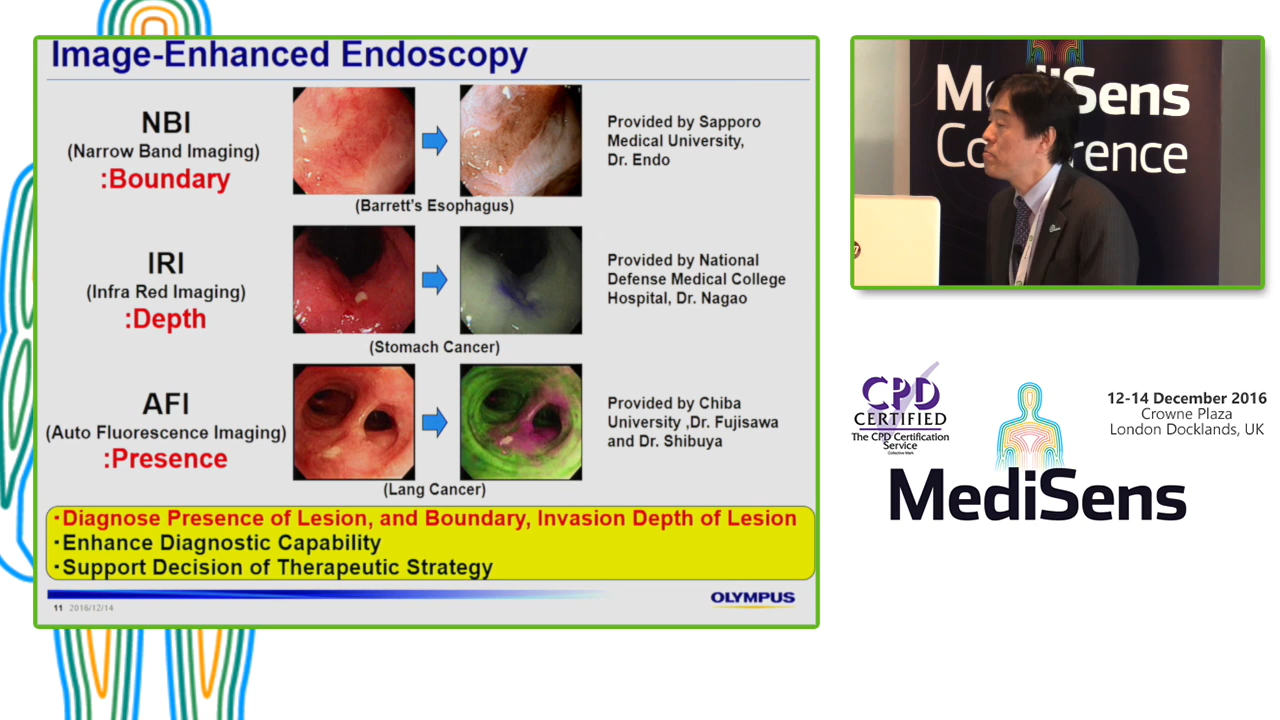 Image-Enhanced Endoscopy
NBI
(Narrow Band Imaging)
:Boundary
(Barrett's Esophagus)
Provided by Sapporo
Medical University,
Dr. Endo
IRI
(Infra Red Imaging)
:Depth
(Stomach Cancer)
Provided by National
Defense Medical College
Hospital, Dr. Nagao
AFI
(Auto Fluorescence Imaging)
:Presence
(Lang Cancer)
Provided by Chiba
University ,Dr. Fujisawa
and Dr. Shibuya
・Diagnose Presence of Lesion, and Boundary, Invasion Depth of Lesion
・Enhance Diagnostic Capability
・Support Decision of Therapeutic Strategy
11 2016/12/14
OLYMPUS
CPD
CERTIFIED
The CPD Certification
Service
Collective Mark
12-14 December 2016
Crowne Plaza
London Docklands, UK
MediSens